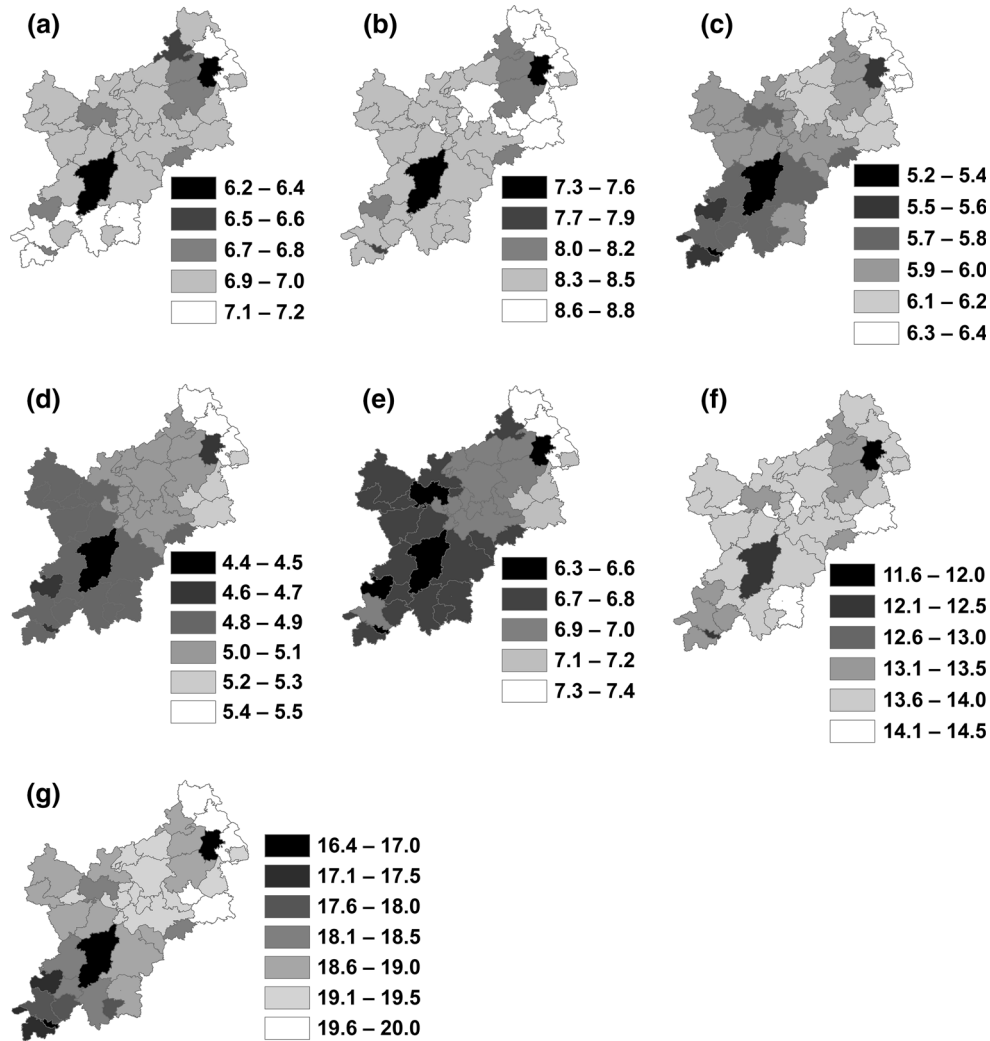 (a)
6.2 – 6.4
6.5 – 6.6
6.7 – 6.8
6.9 – 7.0
7.1 – 7.2
(b)
7.3 – 7.6
7.7 – 7.9
8.0 – 8.2
8.3 – 8.5
8.6 – 8.8
(c)
5.2 – 5.4
5.5 – 5.6
5.7 – 5.8
5.9 – 6.0
6.1 – 6.2
6.3 – 6.4
(d)
4.4 – 4.5
4.6 – 4.7
4.8 – 4.9
5.0 – 5.1
5.2 – 5.3
5.4 – 5.5
(e)
6.3 – 6.6
6.7 – 6.8
6.9 – 7.0
7.1 – 7.2
7.3 – 7.4
(f)
11.6 – 12.0
12.1 – 12.5
12.6 – 13.0
13.1 – 13.5
13.6 – 14.0
14.1 – 14.5
(g)
16.4 – 17.0
17.1 – 17.5
17.6 – 18.0
18.1 – 18.5
18.6 – 19.0
19.1 – 19.5
19.6 – 20.0